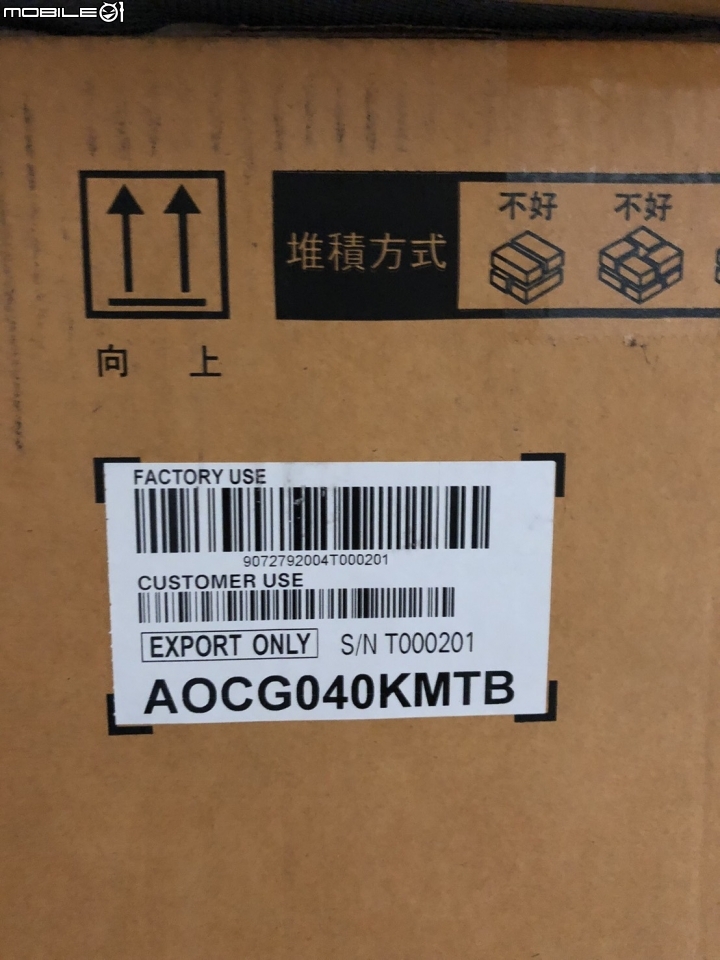 MOBILE01
不好 不好
堆積方式
向 上
FACTORY USE
9072792004T000201
CUSTOMER USE
EXPORT ONLY S/N T000201
AOCG040KMTB